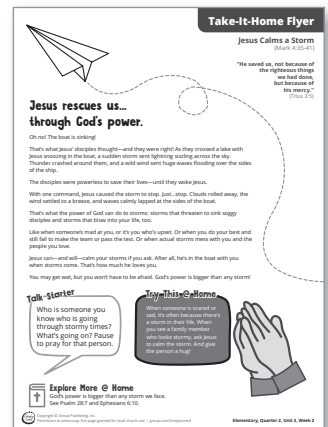 Take-It-Home Flyer
Jesus Calms a Storm
(Mark 4:35-41)
"He saved us, not because of
the righteous things
we had done,
but because of
his mercy."
(Titus 3:5)
Jesus rescues us...
through God's power.
Oh no! The boat is sinking!
That's what Jesus' disciples thought—and they were right! As they crossed a lake with
Jesus snoozing in the boat, a sudden storm sent lightning sizzling across the sky.
Thunder crashed around them, and a wild wind sent huge waves flooding over the sides
of the ship.
The disciples were powerless to save their lives—until they woke Jesus.
With one command, Jesus caused the storm to stop. Just...stop. Clouds rolled away, the
wind settled to a breeze, and waves calmly lapped at the sides of the boat.
That's what the power of God can do to storms: storms that threaten to sink soggy
disciples and storms that blow into your life, too.
Like when someone's mad at you, or it's you who's upset. Or when you do your best and
still fail to make the team or pass the test. Or when actual storms mess with you and the
people you love.
Jesus can—and will—calm your storms if you ask. After all, he's in the boat with you
when storms come. That's how much he loves you.
You may get wet, but you won't have to be afraid. God's power is bigger than any storm!
Talk Starter
Who is someone you
know who is going
through stormy times?
What's going on? Pause
to pray for that person.
Try This @ Home
When someone is scared or
sad, it's often because there's
a storm in their life. When
you see a family member
who looks stormy, ask Jesus
to calm the storm. And give
the person a hug!
Explore More @ Home
God's power is bigger than any storm we face.
See Psalm 28:7 and Ephesians 6:10.
Copyright © Group Publishing, Inc.
Permission to photocopy this page granted for local church use. | group.com/simplyloved
Elementary, Quarter 2, Unit 3, Week 2